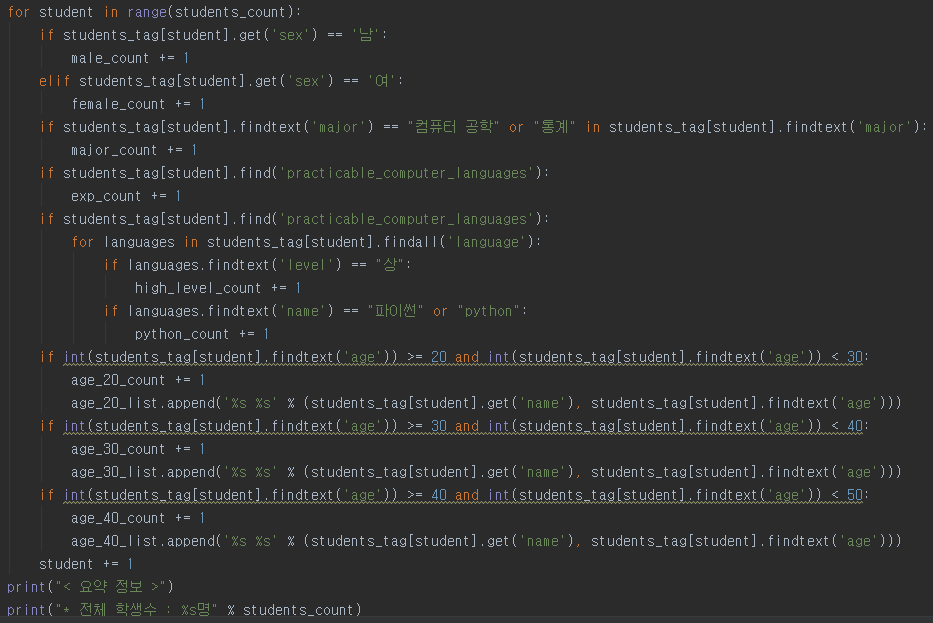 for student in range(students_count):
    if students_tag[student].get('sex') == '남':
        male_count += 1
    elif students_tag[student].get('sex') == '여':
        female_count += 1
    if students_tag[student].findtext('major') == "컴퓨터 공학" or "통계" in students_tag[student].findtext('major'):
        major_count += 1
    if students_tag[student].find('practicable_computer_languages'):
        exp_count += 1
    if students_tag[student].find('practicable_computer_languages'):
        for languages in students_tag[student].findall('language'):
            if languages.findtext('level') == "상":
                high_level_count += 1
            if languages.findtext('name') == "파이썬" or "python":
                python_count += 1
    if int(students_tag[student].findtext('age')) >= 20 and int(students_tag[student].findtext('age')) < 30:
        age_20_count += 1
        age_20_list.append('%s %s' % (students_tag[student].get('name'), students_tag[student].findtext('age')))
    if int(students_tag[student].findtext('age')) >= 30 and int(students_tag[student].findtext('age')) < 40:
        age_30_count += 1
        age_30_list.append('%s %s' % (students_tag[student].get('name'), students_tag[student].findtext('age')))
    if int(students_tag[student].findtext('age')) >= 40 and int(students_tag[student].findtext('age')) < 50:
        age_40_count += 1
        age_40_list.append('%s %s' % (students_tag[student].get('name'), students_tag[student].findtext('age')))
    student += 1
print("< 요약 정보 >")
print("* 전체 학생수 : %s명" % students_count)